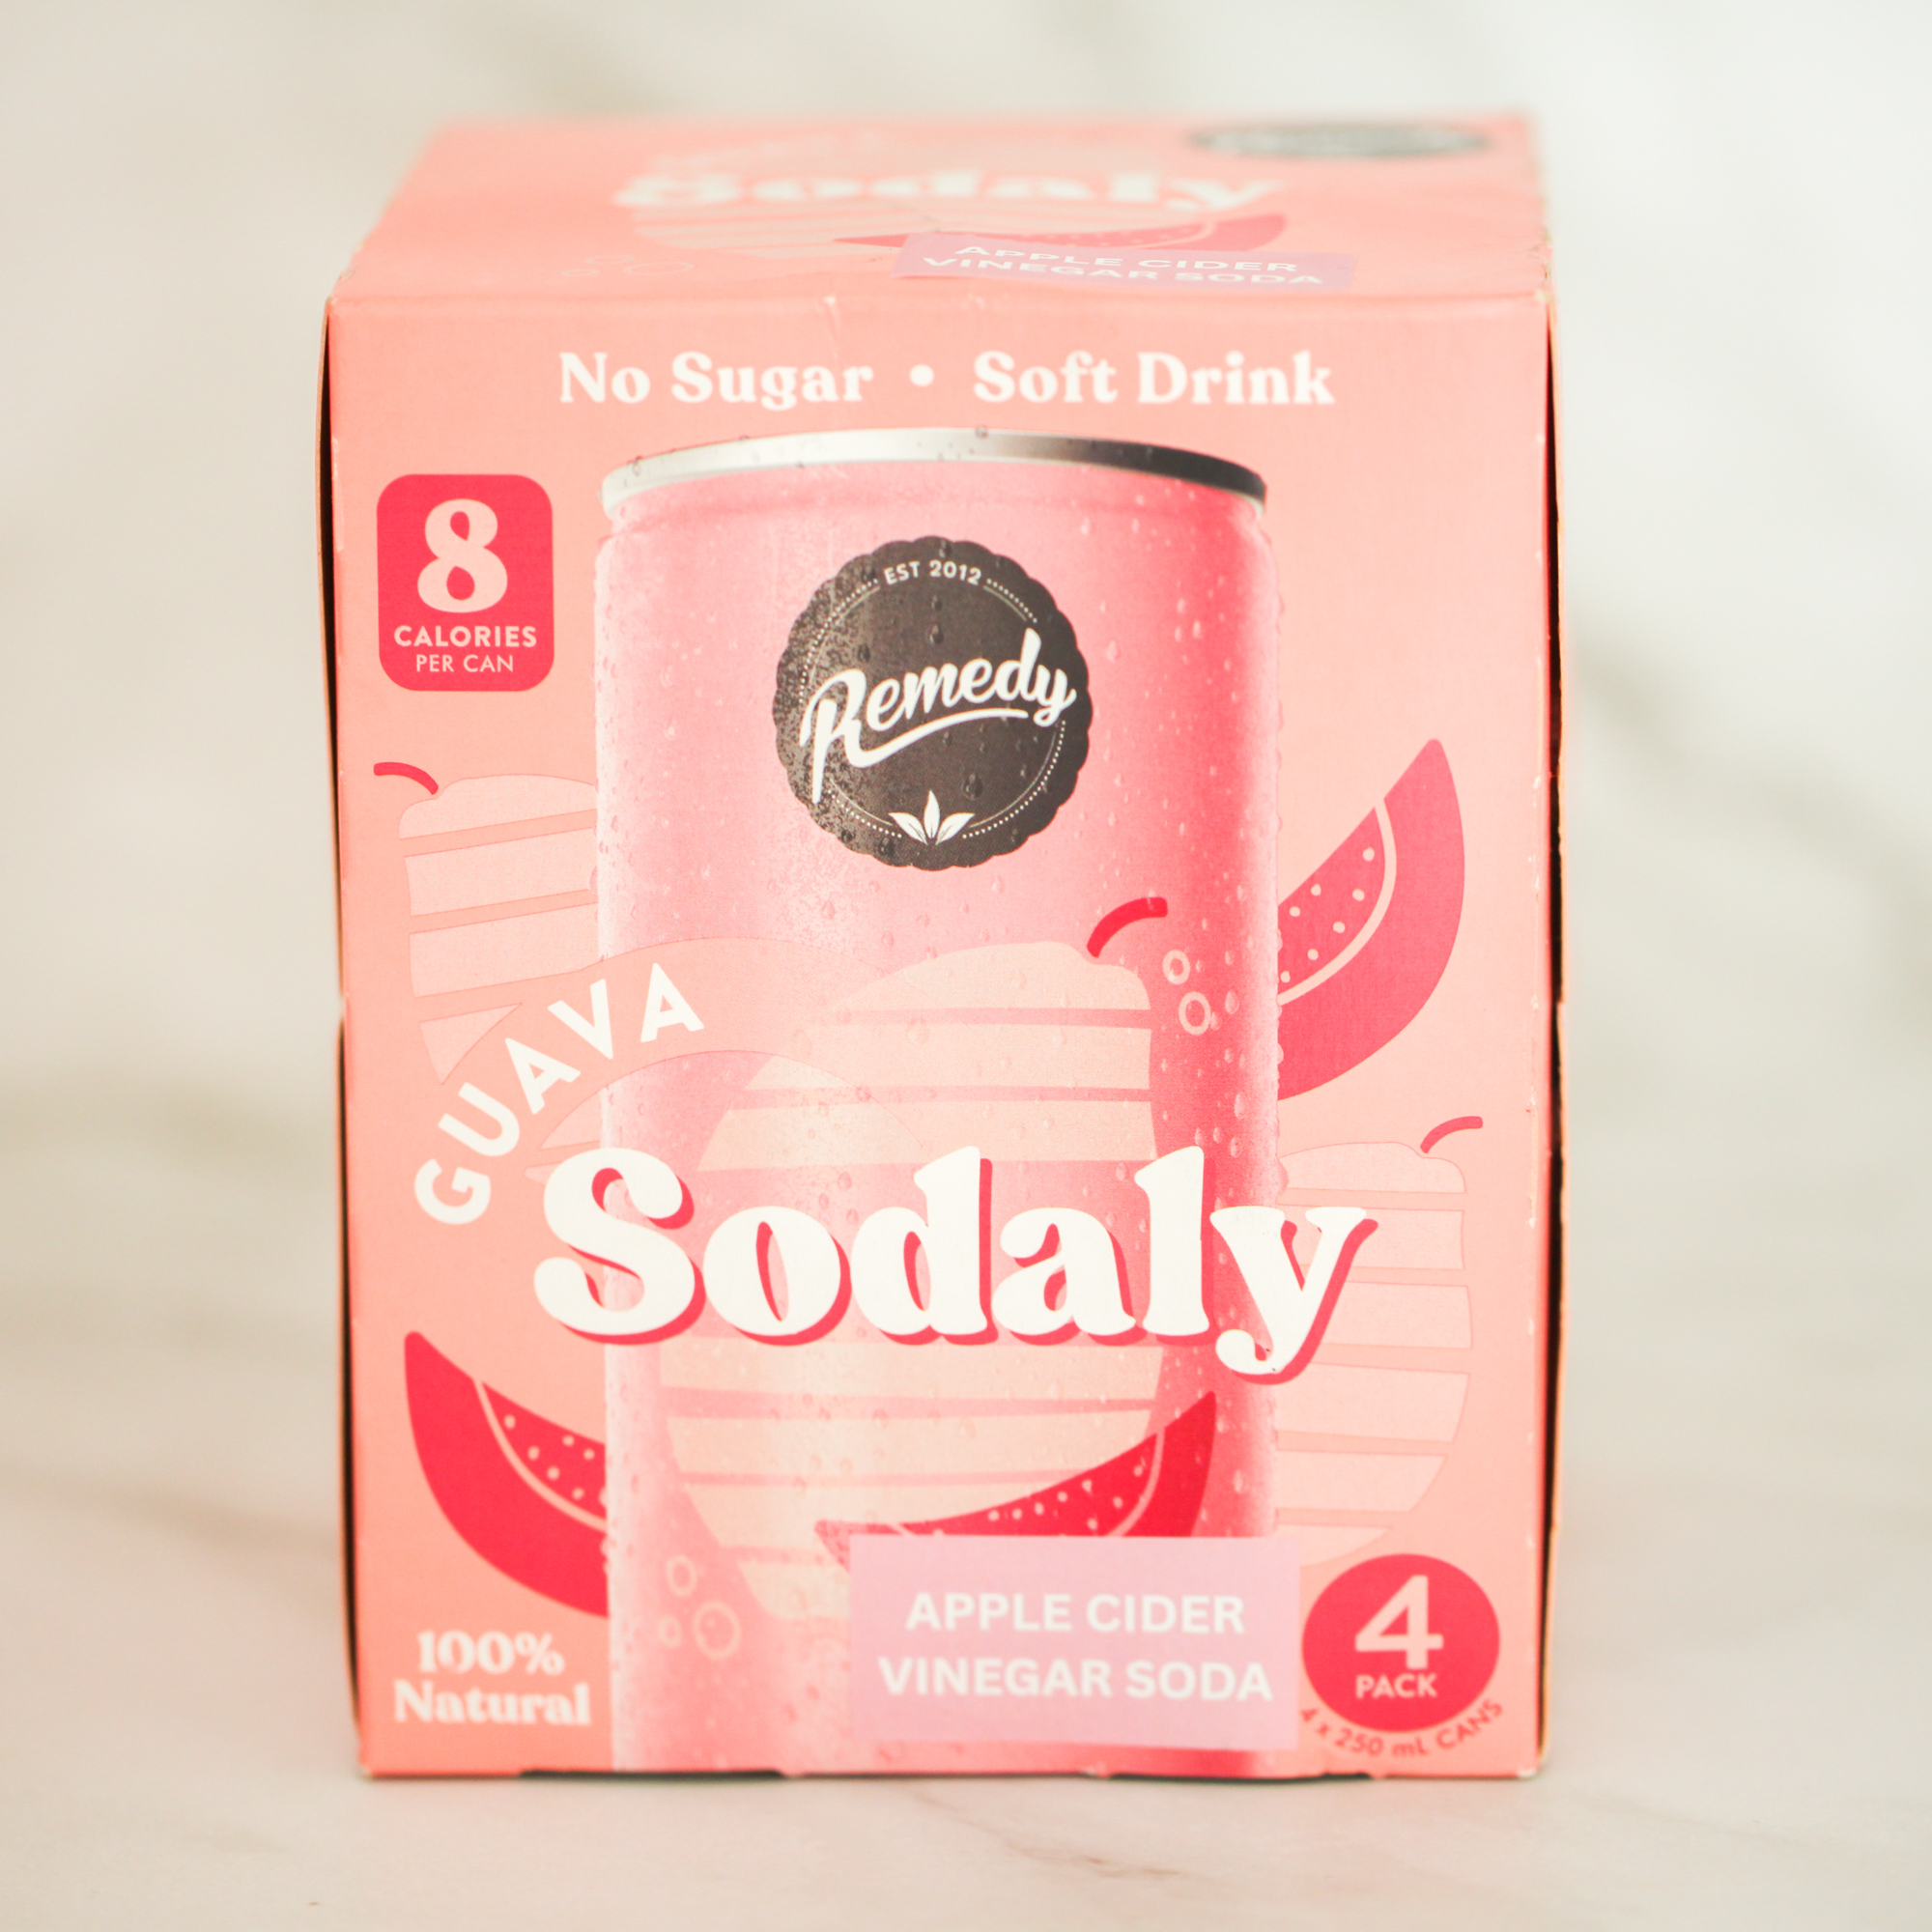 Sodaly
APPLE CIDER
VINEGAR SODA
No Sugar • Soft Drink
8
CALORIES
PER CAN
EST 2012
Remedy
GUAVA
Sodaly
100%
Natural
APPLE CIDER
VINEGAR SODA
4
PACK
4 x 250 mL CANS